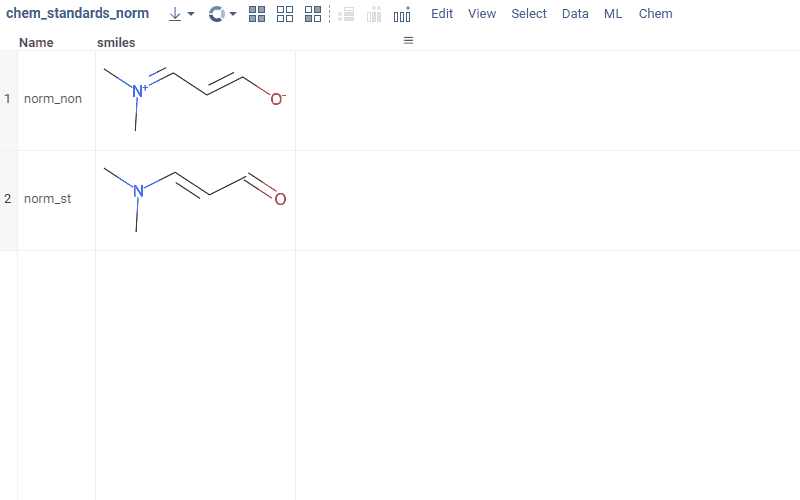 chem_standards_norm Edit View Select Data ML Chem
Name smiles
1 norm_non N+ O-
2 norm_st N O